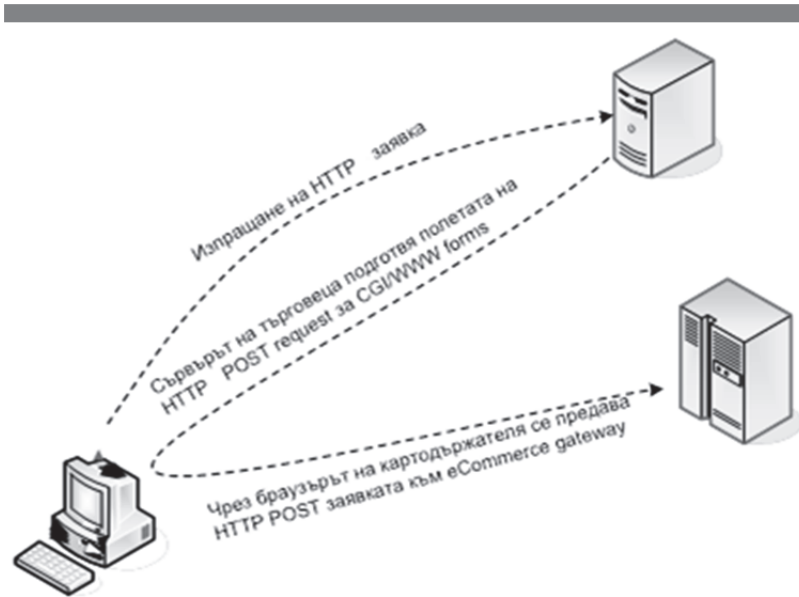 Изпращане на HTTP заявка
Сървърът на търговеца подготвя полетата на
HTTP POST request за CGI/WWW forms
Чрез браузърът на картодържателя се предава
HTTP POST заявката към eCommerce gateway